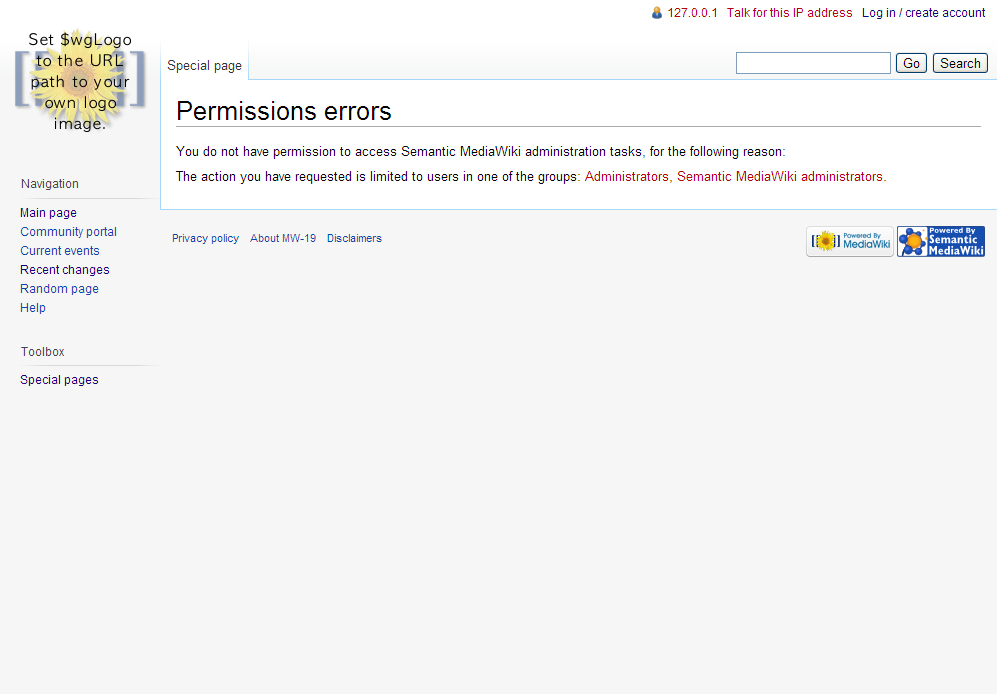 127.0.0.1 Talk for this IP address Log in / create account
Set $wgLogo
to the URL
path to your
own logo
image.
Special page
Go
Search
Permissions errors
You do not have permission to access Semantic MediaWiki administration tasks, for the following reason:
The action you have requested is limited to users in one of the groups: Administrators, Semantic MediaWiki administrators.
Navigation
Main page
Community portal
Current events
Recent changes
Random page
Help
Toolbox
Special pages
Privacy policy About MW-19 Disclaimers
Powered By
MediaWiki
Powered By
Semantic
MediaWiki